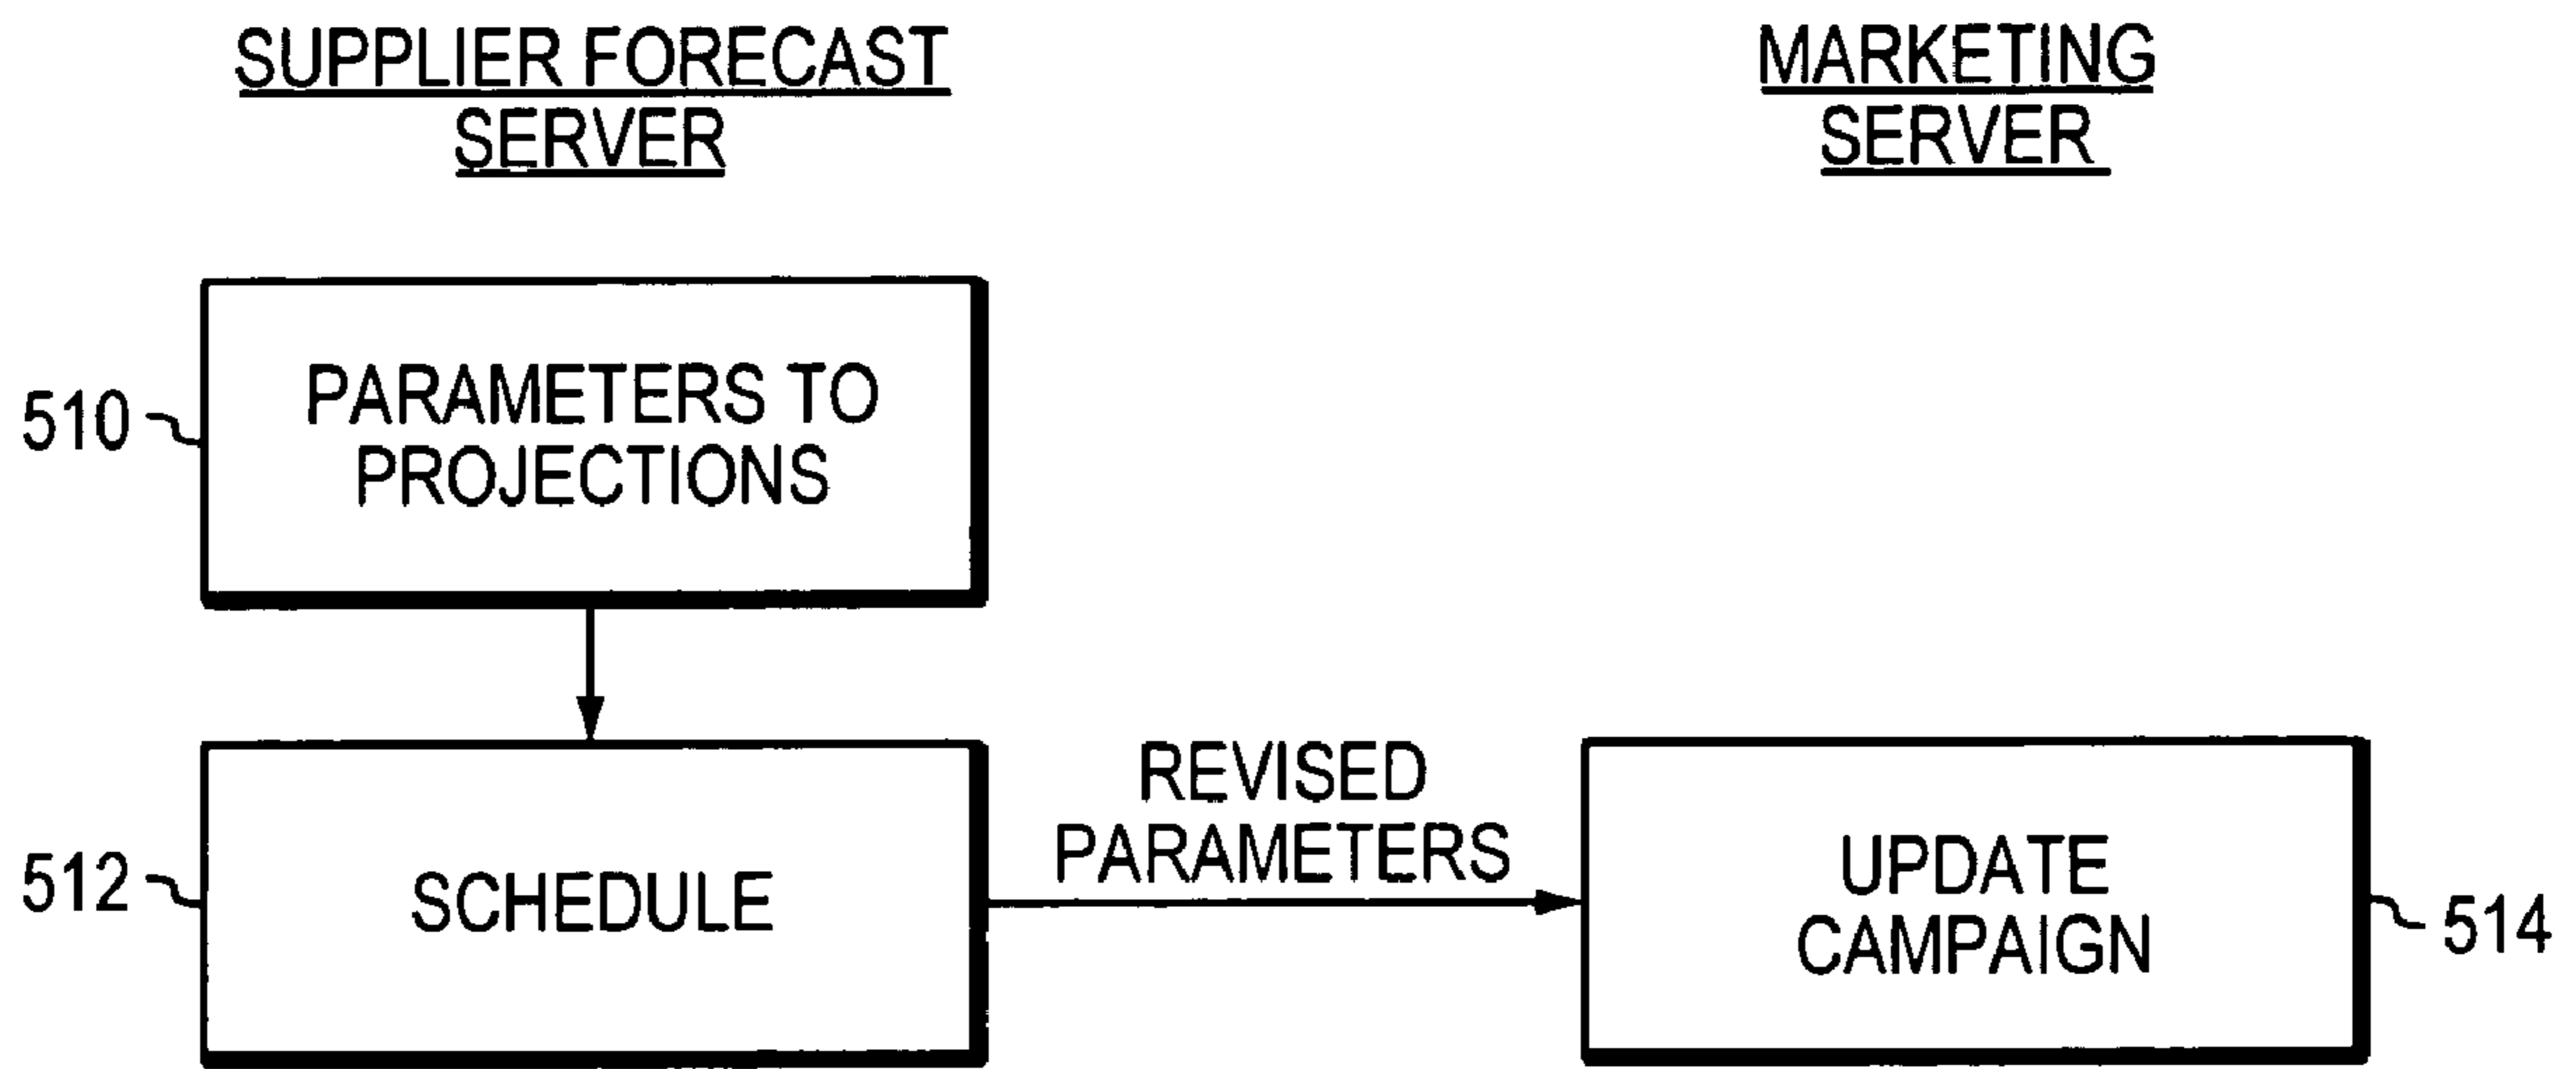 SUPPLIER FORECAST
SERVER
MARKETING
SERVER
510
PARAMETERS TO
PROJECTIONS
512
SCHEDULE
REVISED
PARAMETERS
UPDATE
CAMPAIGN
514